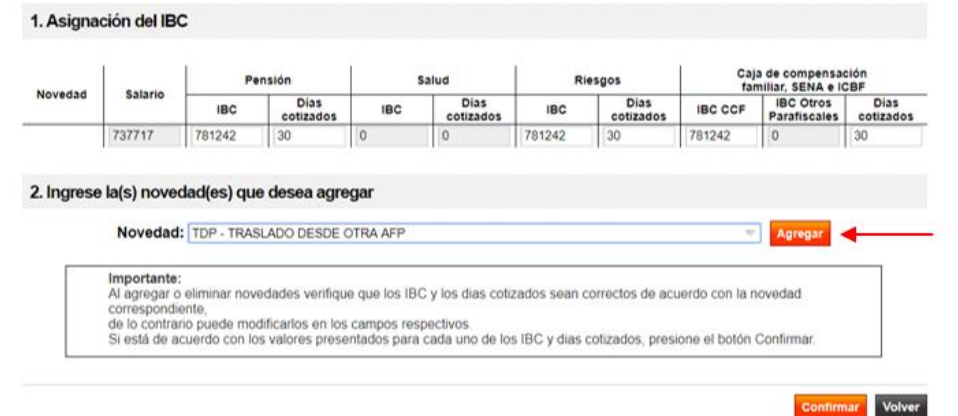 1. Asignación del IBC
Novedad Salario Pensión Salud Riesgos Caja de compensación familiar, SENA e ICBF
IBC Dias cotizados IBC Dias cotizados IBC Dias cotizados IBC CCF IBC Otros Parafiscales Dias cotizados
737717 781242 30 0 0 781242 30 781242 0 30
2. Ingrese la(s) novedad(es) que desea agregar
Novedad: TDP - TRASLADO DESDE OTRA AFP Agregar
Importante:
Al agregar o eliminar novedades verifique que los IBC y los dias cotizados sean correctos de acuerdo con la novedad
correspondiente,
de lo contrario puede modificarlos en los campos respectivos.
Si está de acuerdo con los valores presentados para cada uno de los IBC y dias cotizados, presione el botón Confirmar.
Confirmar Volver